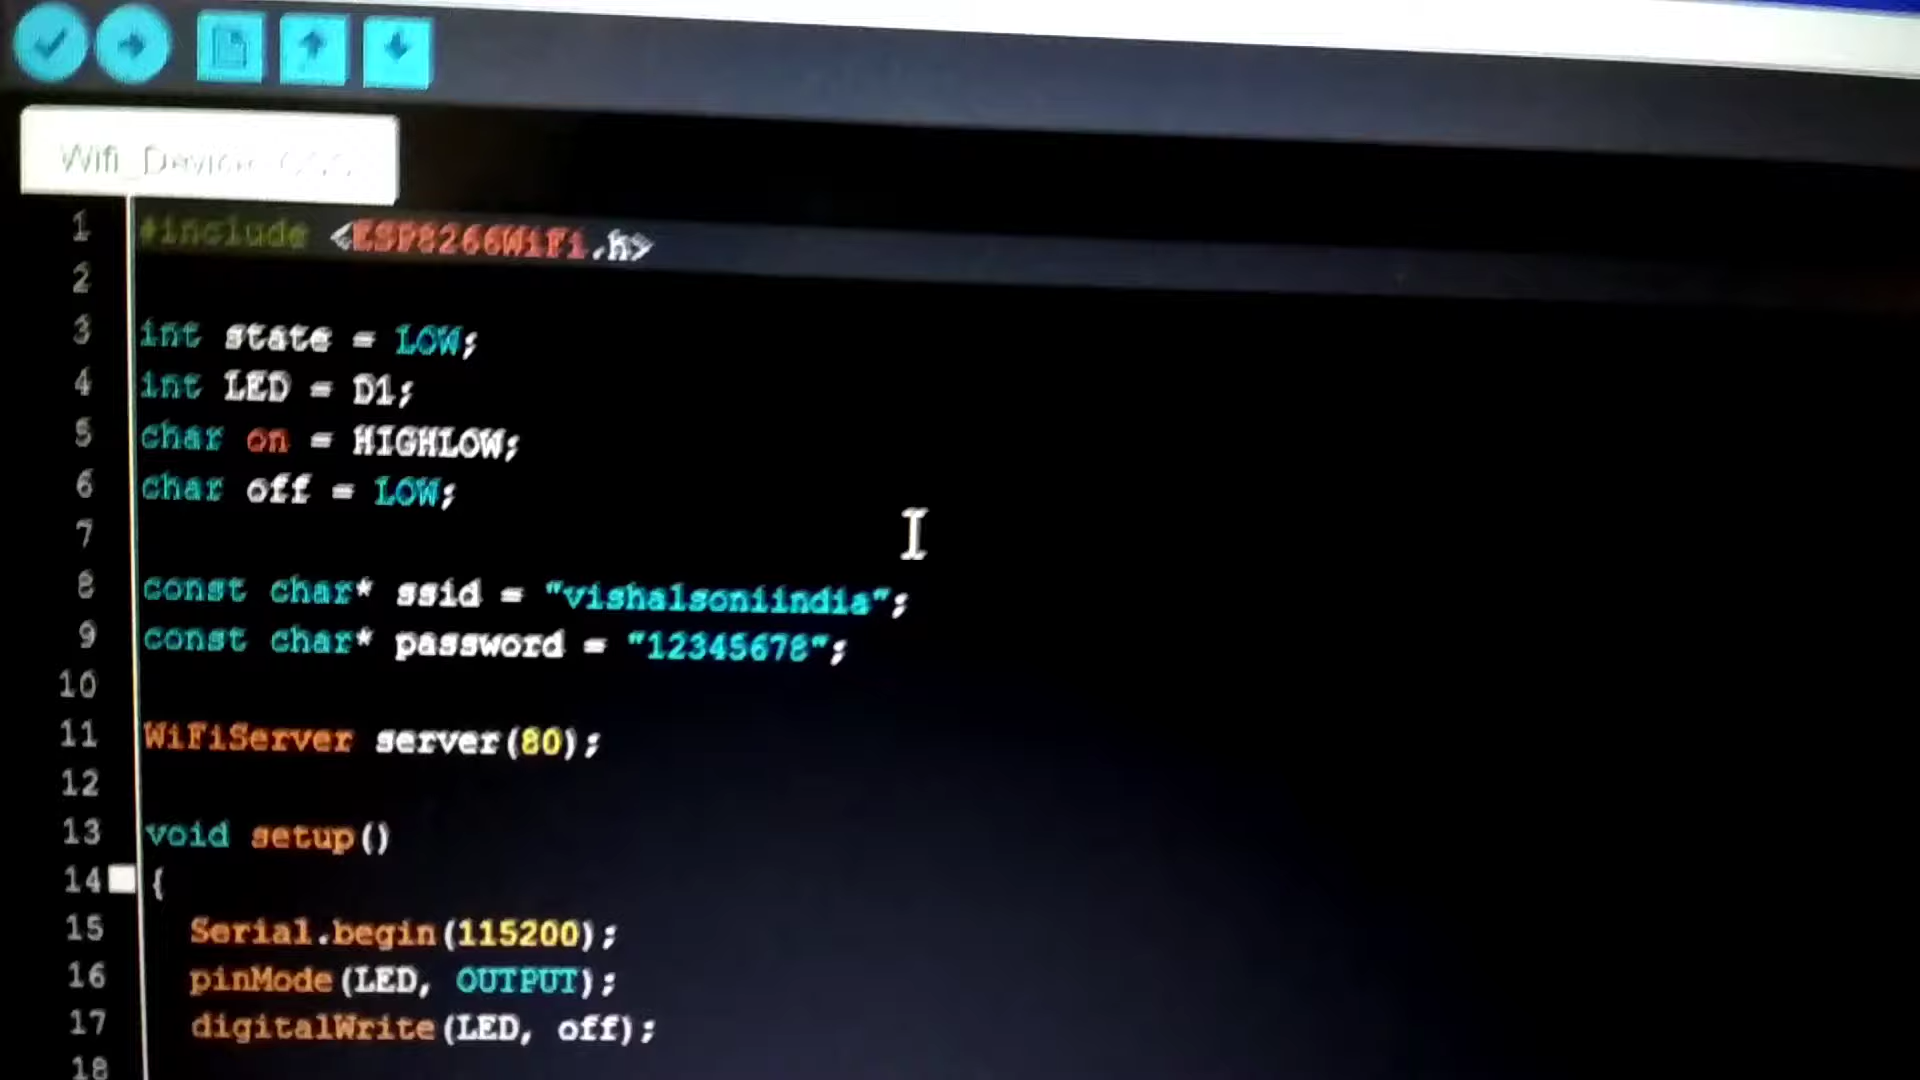 Wifi_Device
1 #include <ESP8266WiFi.h>
2
3 int state = LOW;
4 int LED = D1;
5 char on = HIGHLOW;
6 char off = LOW;
7
8 const char* ssid = "vishalsoniindia";
9 const char* password = "12345678";
10
11 WiFiServer server(80);
12
13 void setup()
14 {
15 Serial.begin(115200);
16 pinMode(LED, OUTPUT);
17 digitalWrite(LED, off);
18